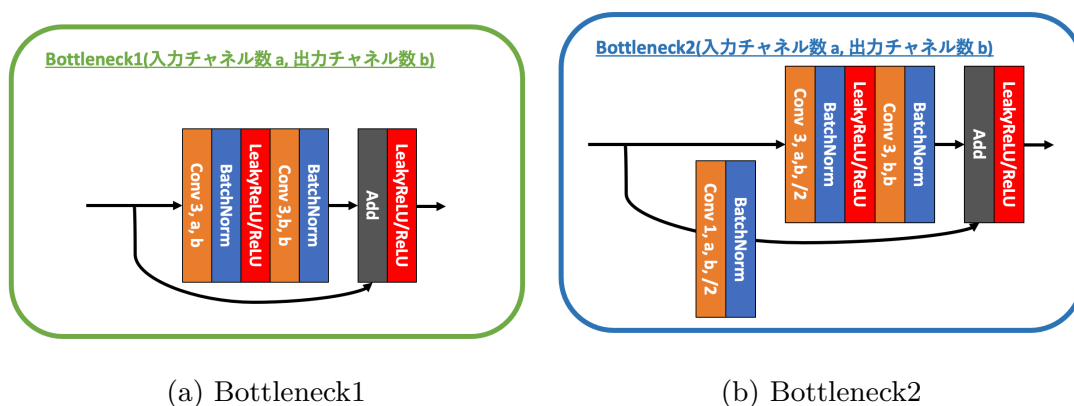 Bottleneck1(入力チャネル数 a, 出力チャネル数 b)
Conv 3, a, b
BatchNorm
LeakyReLU/ReLU
Conv 3,b, b
BatchNorm
Add
LeakyReLU/ReLU
(a) Bottleneck1
Bottleneck2(入力チャネル数 a, 出力チャネル数 b)
Conv 3, a,b, /2
BatchNorm
LeakyReLU/ReLU
Conv 3, b,b
BatchNorm
Add
LeakyReLU/ReLU
Conv 1, a, b, /2
BatchNorm
(b) Bottleneck2